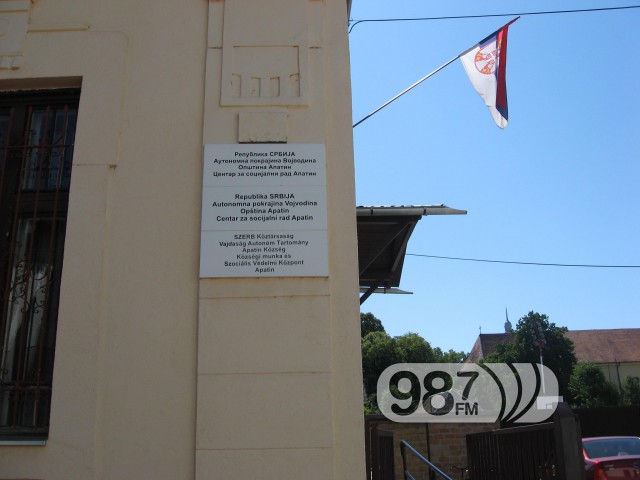 Република СРБИЈА
Аутономна покрајина Војводина
Општина Апатин
Центар за социјални рад Апатин
Republika SRBIJA
Autonomna pokrajina Vojvodina
Opština Apatin
Centar za socijalni rad Apatin
SZERB Köztársaság
Vajdaság Autonóm Tartomány
Apatin Község
Községi munka és
Szociális Védelmi Központ
Apatin
987 FM